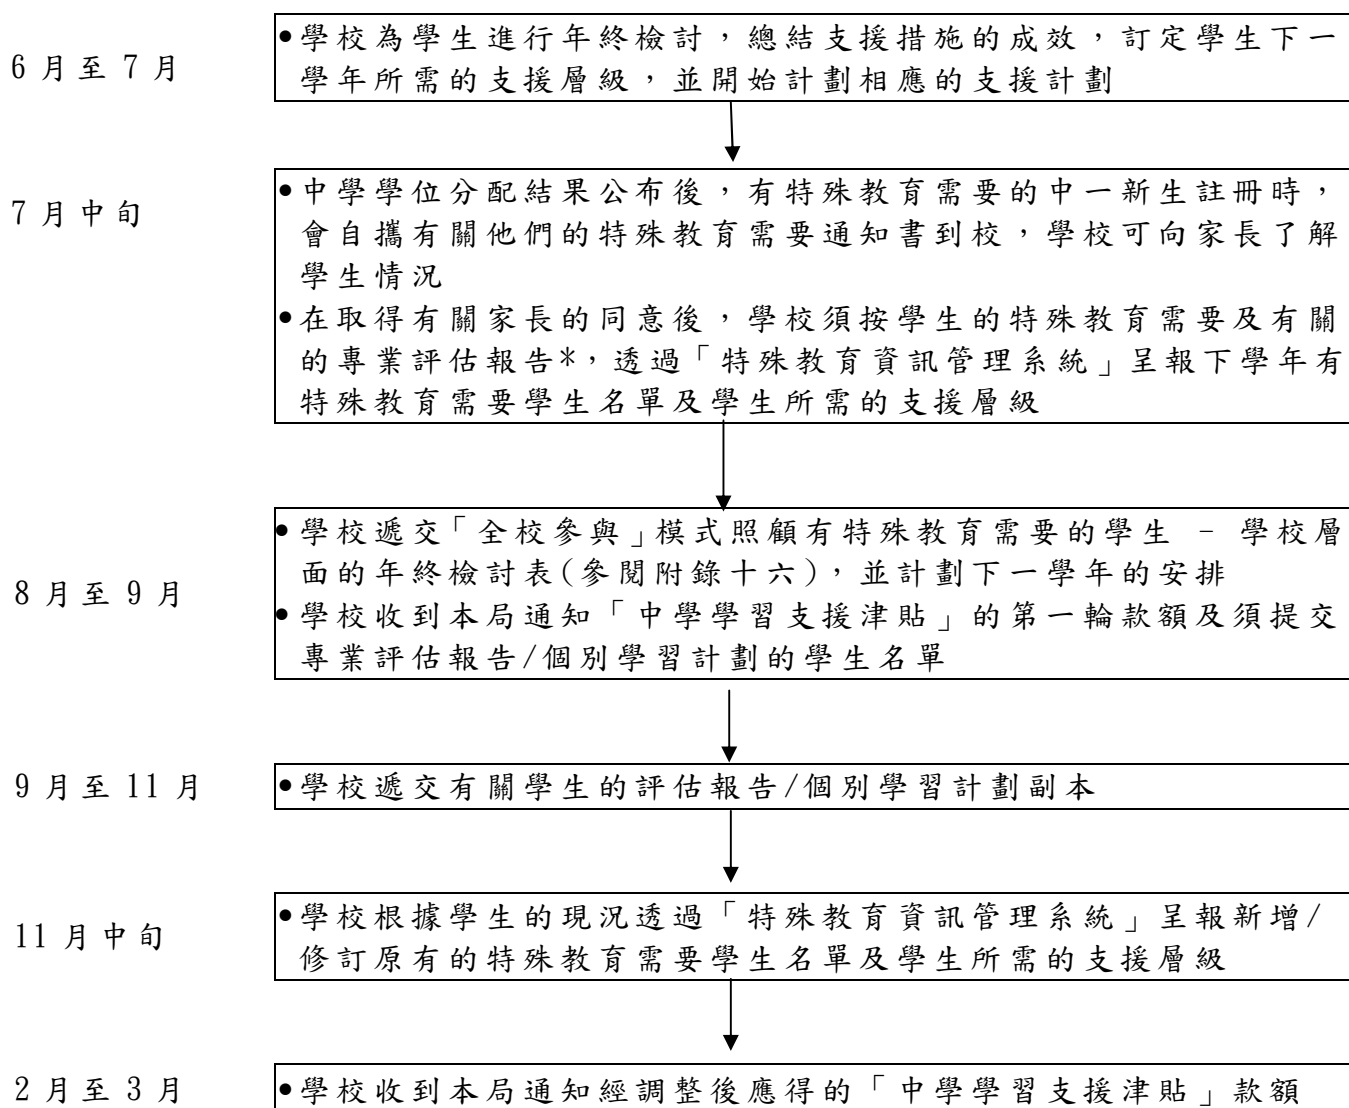 6 月至 7 月
●學校為學生進行年終檢討，總結支援措施的成效，訂定學生下一
學年所需的支援層級，並開始計劃相應的支援計劃
7 月中旬
●中學學位分配結果公布後，有特殊教育需要的中一新生註冊時，
會自攜有關他們的特殊教育需要通知書到校，學校可向家長了解
學生情況
●在取得有關家長的同意後，學校須按學生的特殊教育需要及有關
的專業評估報告*，透過「特殊教育資訊管理系統」呈報下學年有
特殊教育需要學生名單及學生所需的支援層級
8 月至 9 月
●學校遞交「全校參與」模式照顧有特殊教育需要的學生 – 學校層
面的年終檢討表(參閱附錄十六)，並計劃下一學年的安排
●學校收到本局通知「中學學習支援津貼」的第一輪款額及須提交
專業評估報告/個別學習計劃的學生名單
9 月至 11 月
●學校遞交有關學生的評估報告/個別學習計劃副本
11 月中旬
●學校根據學生的現況透過「特殊教育資訊管理系統」呈報新增/
修訂原有的特殊教育需要學生名單及學生所需的支援層級
2 月至 3 月
●學校收到本局通知經調整後應得的「中學學習支援津貼」款額